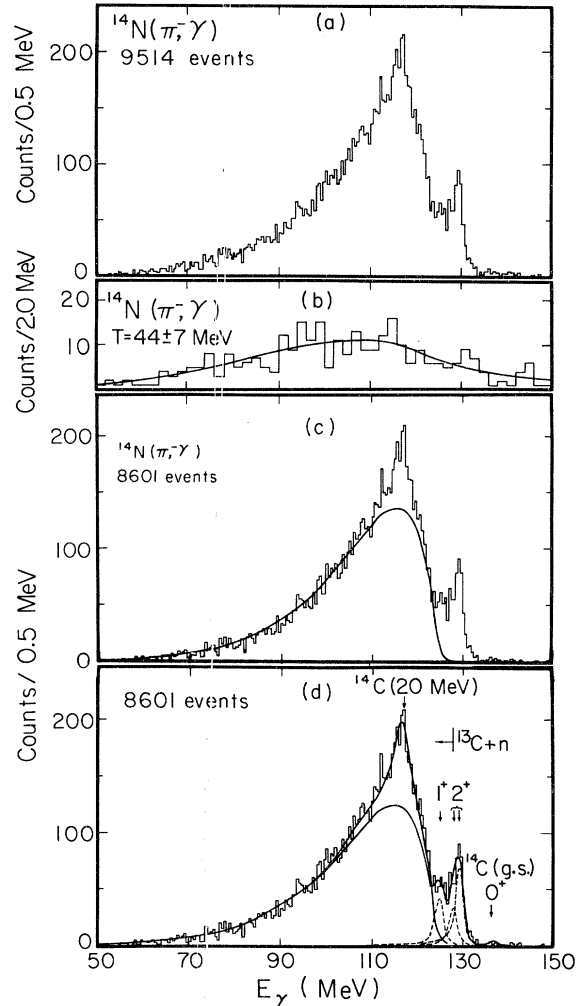 ¹⁴N(π⁻,γ)
9514 events
(a)
Counts/0.5 MeV
200
100
0
¹⁴N (π⁻,γ)
T=44±7 MeV
(b)
Counts/2.0 MeV
20
10
¹⁴N(π⁻,γ)
8601 events
(c)
200
100
0
Counts/ 0.5 MeV
8601 events
(d)
¹⁴C(20 MeV)
¹³C+n
1⁺ 2⁺
¹⁴C(g.s.)
0⁺
200
100
0
50 70 90 110 130 150
Eγ (MeV)